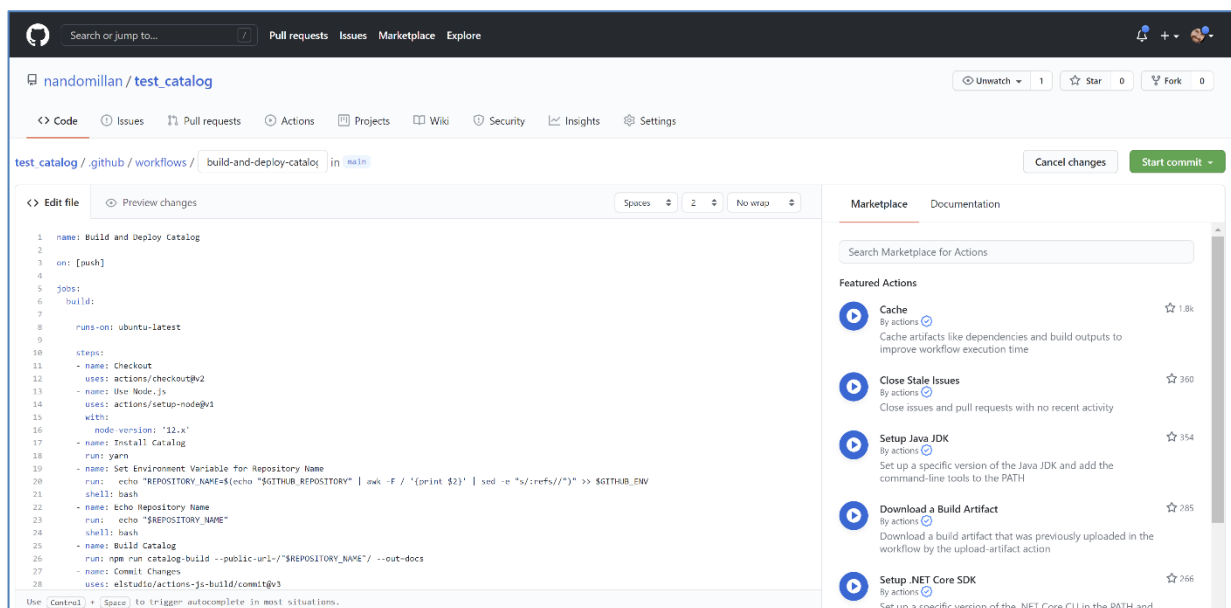 Search or jump to... /
Pull requests Issues Marketplace Explore
nandomillan / test_catalog
Unwatch 1 Star 0 Fork 0
Code Issues Pull requests Actions Projects Wiki Security Insights Settings
test_catalog / .github / workflows / build-and-deploy-catalog in main
Cancel changes Start commit
Edit file Preview changes
Spaces 2 No wrap
1 name: Build and Deploy Catalog
2
3 on: [push]
4
5 jobs:
6 build:
7
8 runs-on: ubuntu-latest
9
10 steps:
11 - name: Checkout
12 uses: actions/checkout@v2
13 - name: Use Node.js
14 uses: actions/setup-node@v1
15 with:
16 node-version: '12.x'
17 - name: Install Catalog
18 run: yarn
19 - name: Set Environment Variable for Repository Name
20 run: echo "REPOSITORY_NAME=$(echo "$GITHUB_REPOSITORY" | awk -F / '{print $2}' | sed -e "s/:refs//")" >> $GITHUB_ENV
21 shell: bash
22 - name: Echo Repository Name
23 run: echo "$REPOSITORY_NAME"
24 shell: bash
25 - name: Build Catalog
26 run: npm run catalog-build --public-url=/"$REPOSITORY_NAME"/ --out=docs
27 - name: Commit Changes
28 uses: elstudio/actions-js-build/commit@v3
Use Control + Space to trigger autocomplete in most situations.
Marketplace Documentation
Search Marketplace for Actions
Featured Actions
Cache 1.8k
By actions
Cache artifacts like dependencies and build outputs to
improve workflow execution time
Close Stale Issues 360
By actions
Close issues and pull requests with no recent activity
Setup Java JDK 354
By actions
Set up a specific version of the Java JDK and add the
command-line tools to the PATH
Download a Build Artifact 285
By actions
Download a build artifact that was previously uploaded in the
workflow by the upload-artifact action
Setup .NET Core SDK 266
By actions
Set up a specific version of the .NET Core CLI in the PATH and